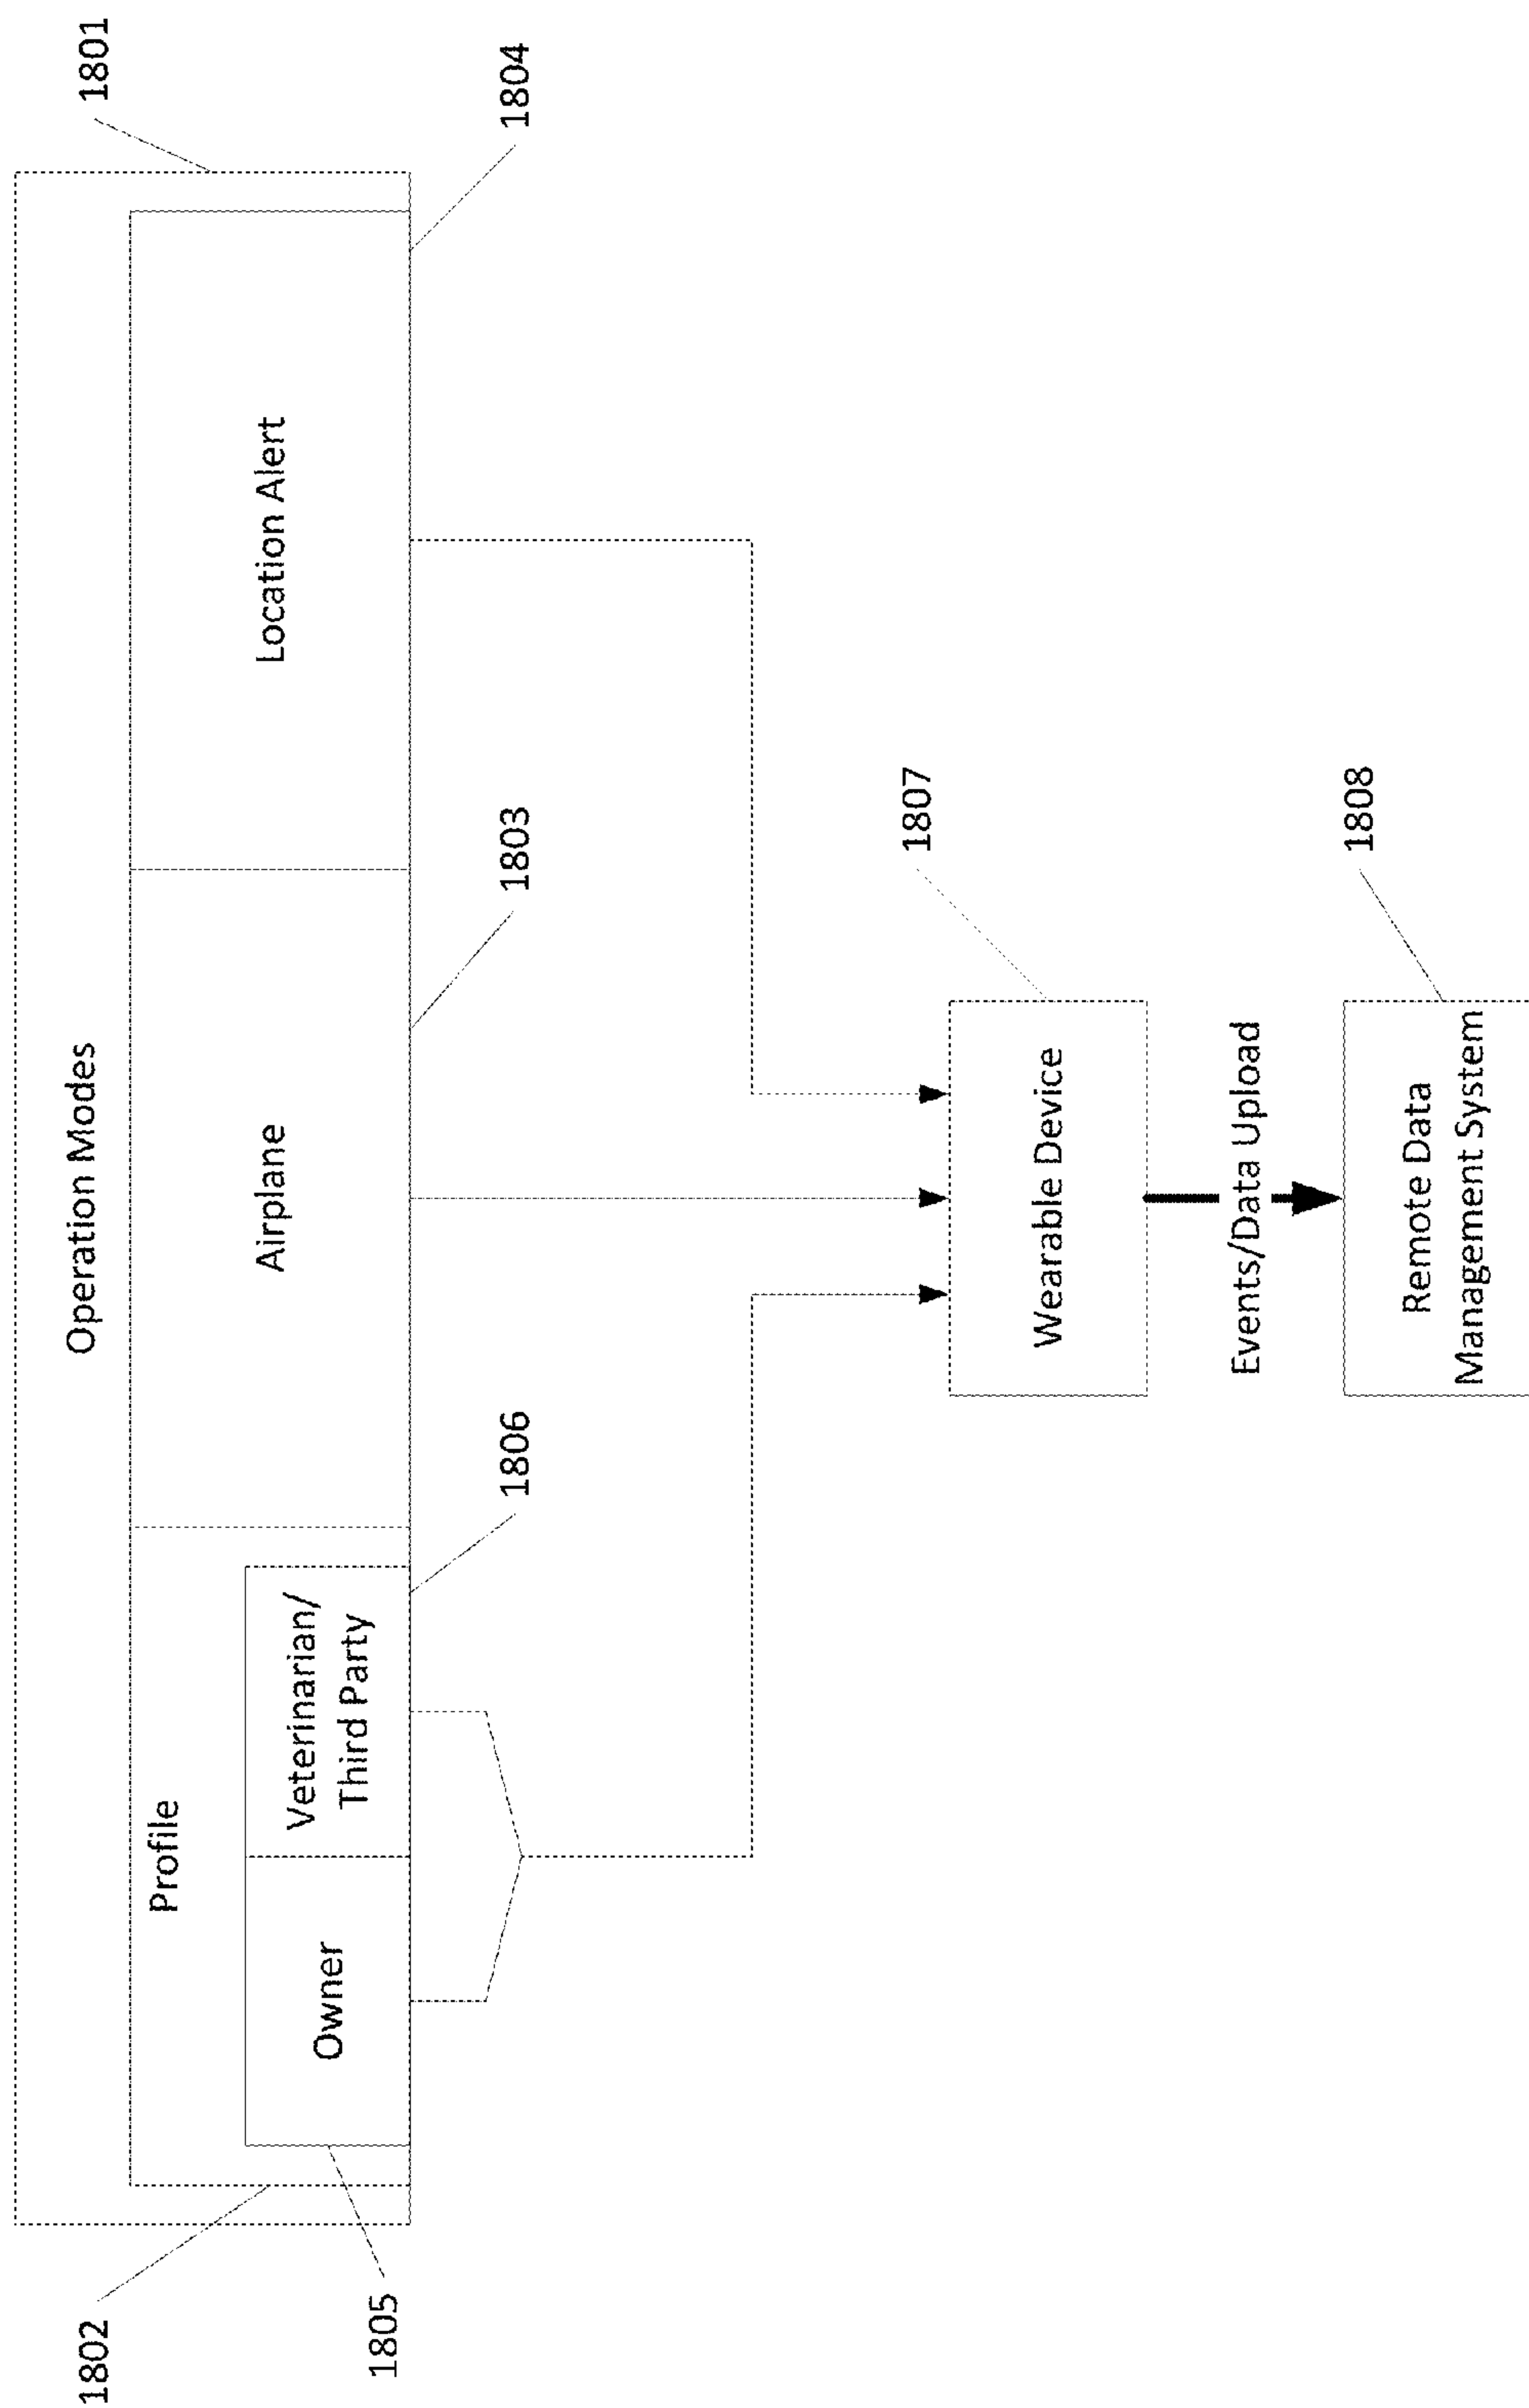 1801
Operation Modes
1802
Profile
Airplane
Location Alert
Owner
Veterinarian/
Third Party
1805
1806
1803
1804
1807
Wearable Device
Events/Data Upload
1808
Remote Data
Management System